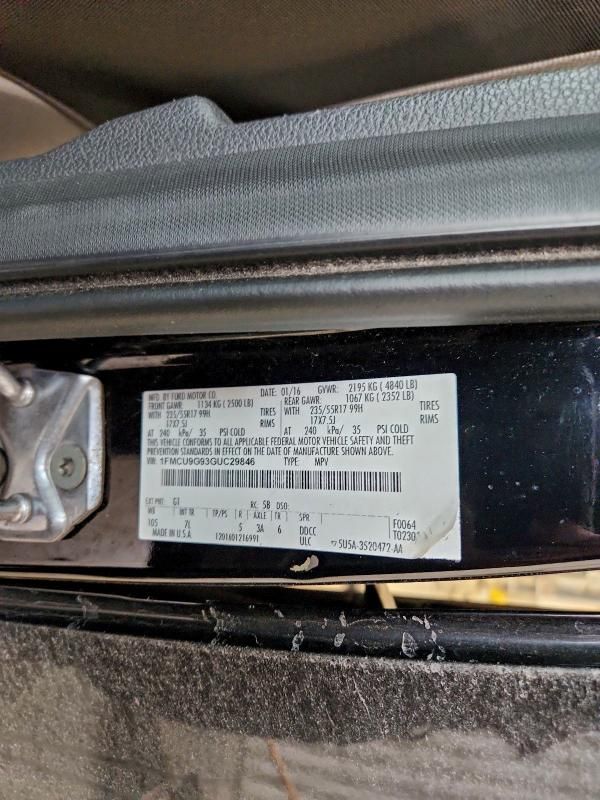 MFD. BY FORD MOTOR CO. DATE: 01/16 GVWR: 2195 KG ( 4840 LB)
FRONT GAWR: 1134 KG ( 2500 LB) REAR GAWR: 1067 KG ( 2352 LB)
WITH 235/55R17 99H TIRES WITH 235/55R17 99H TIRES
17X7.5J RIMS 17X7.5J RIMS
AT 240 kPa/ 35 PSI COLD AT 240 kPa/ 35 PSI COLD
THIS VEHICLE CONFORMS TO ALL APPLICABLE FEDERAL MOTOR VEHICLE SAFETY AND THEFT
PREVENTION STANDARDS IN EFFECT ON THE DATE OF MANUFACTURE SHOWN ABOVE.
VIN: 1FMCU9G93GUC29846 TYPE: MPV
EXT PNT: G1 RC: 58 DSO:
WB TP/PS R AXLE TR SPR
105 7L 5 3A 6 DDCC F0064
MADE IN U.S.A 1201601216991 ULC T0230
5U5A-3520472-AA